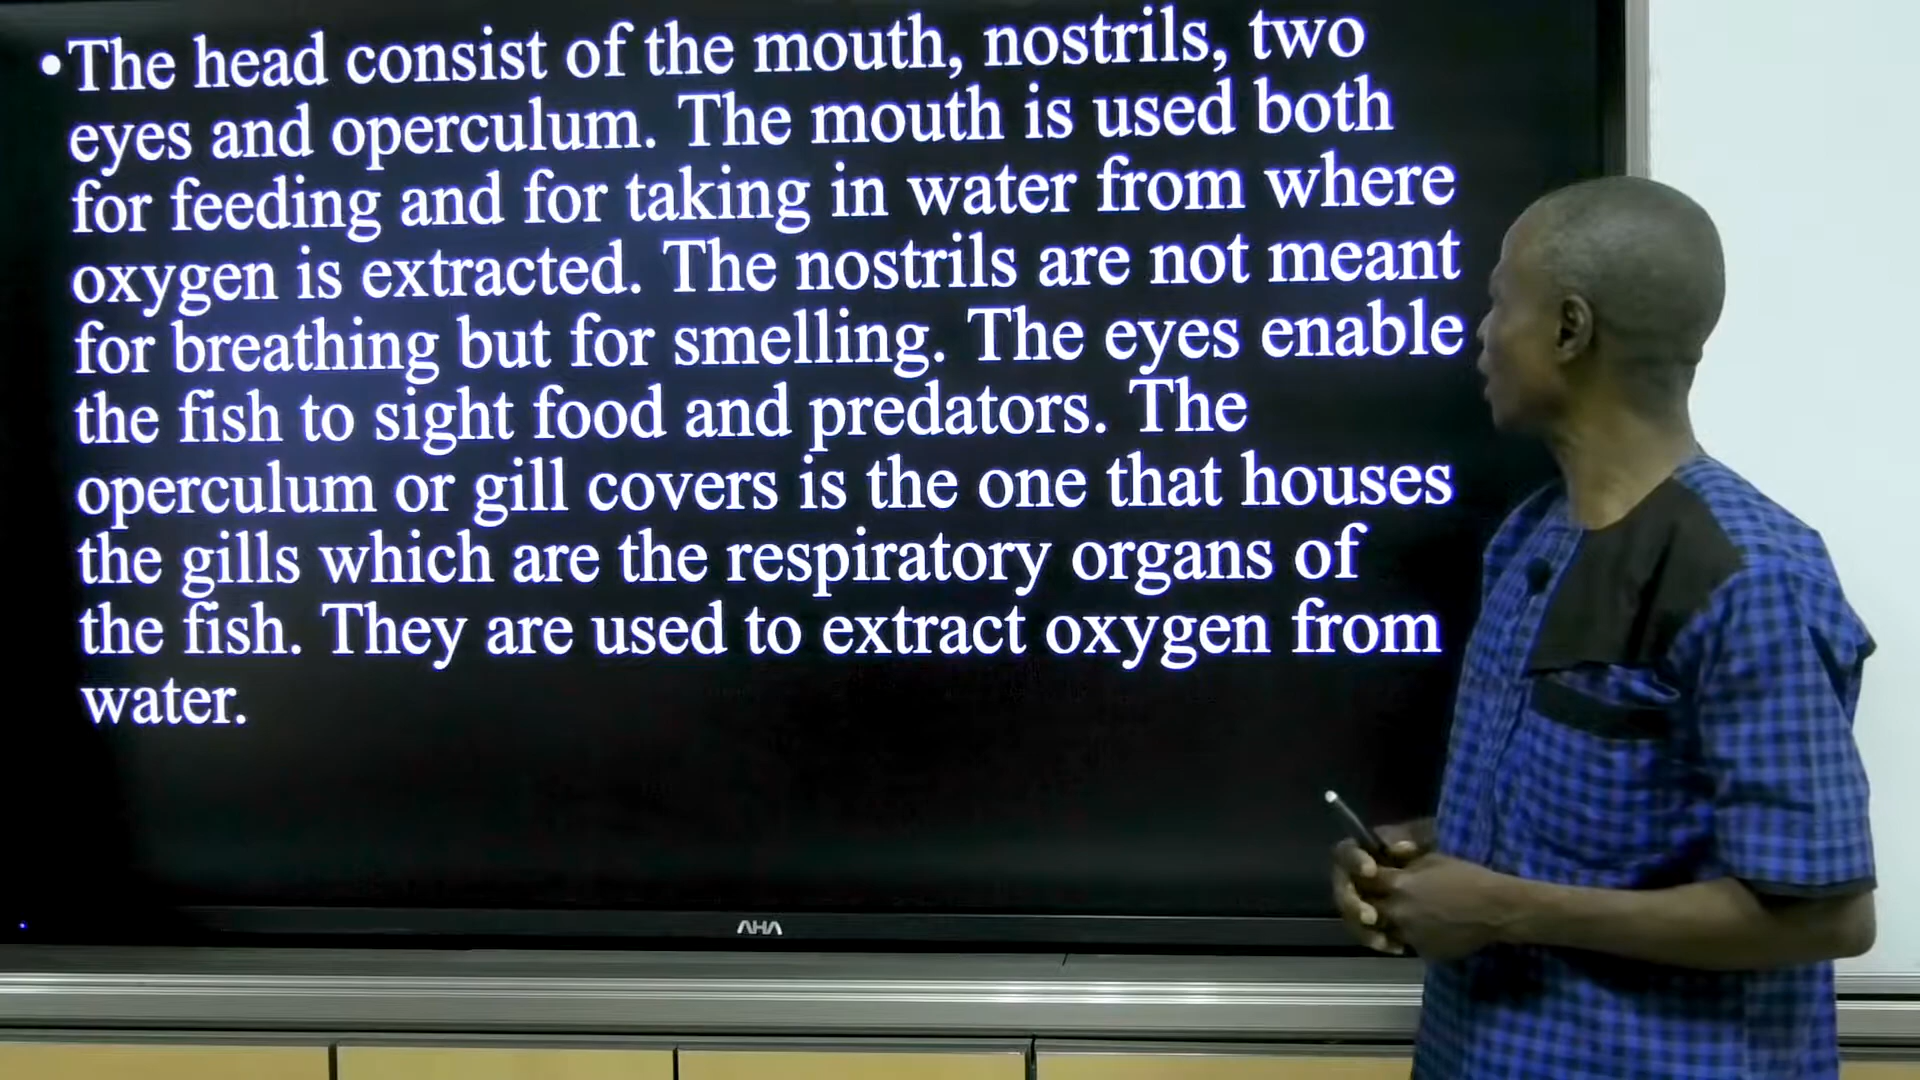 •The head consist of the mouth, nostrils, two
eyes and operculum. The mouth is used both
for feeding and for taking in water from where
oxygen is extracted. The nostrils are not meant
for breathing but for smelling. The eyes enable
the fish to sight food and predators. The
operculum or gill covers is the one that houses
the gills which are the respiratory organs of
the fish. They are used to extract oxygen from
water.
AHA